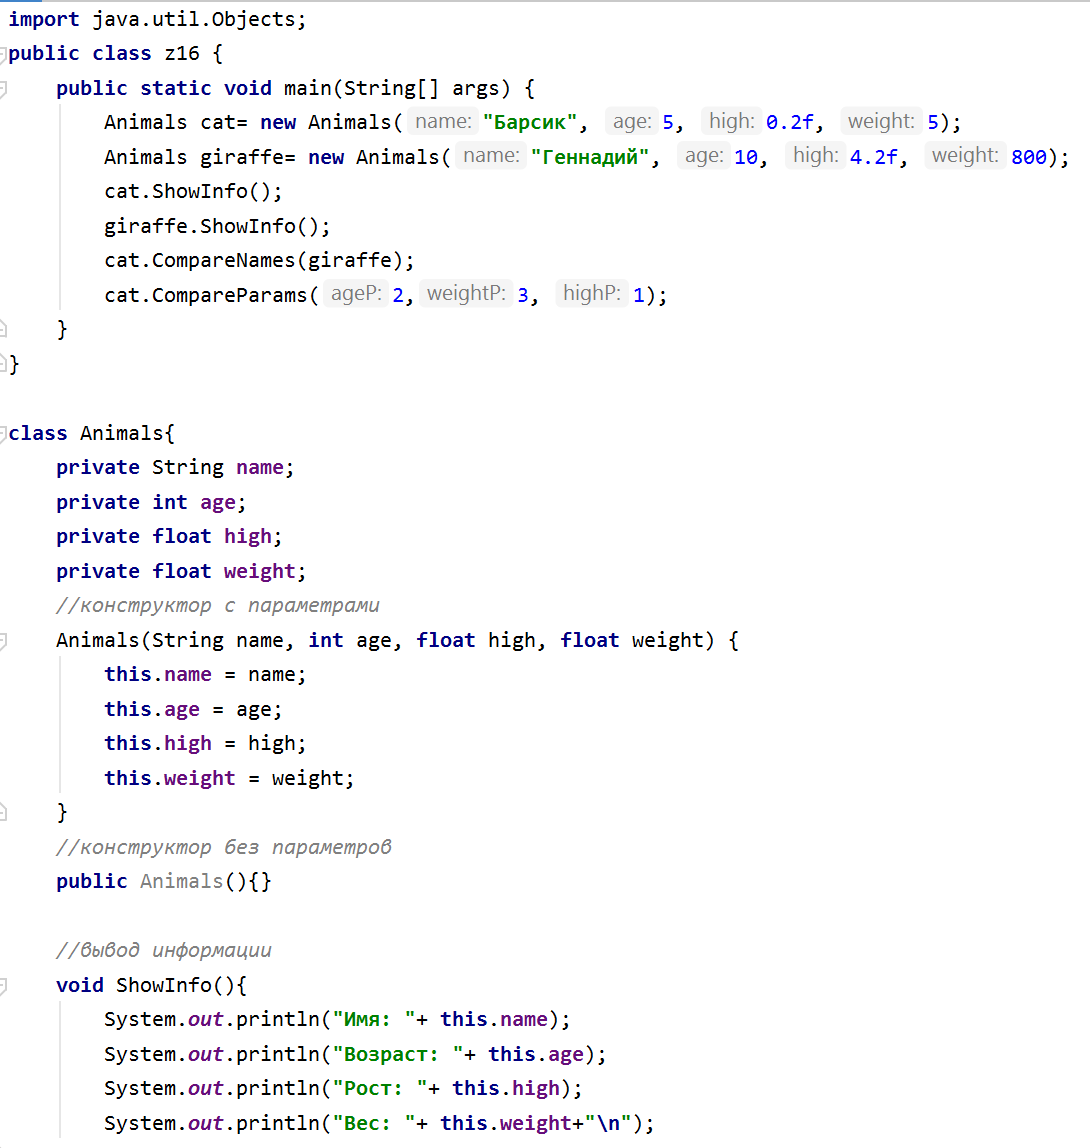 import java.util.Objects;
public class z16 {
    public static void main(String[] args) {
        Animals cat= new Animals( name: "Барсик", age: 5, high: 0.2f, weight: 5);
        Animals giraffe= new Animals( name: "Геннадий", age: 10, high: 4.2f, weight: 800);
        cat.ShowInfo();
        giraffe.ShowInfo();
        cat.CompareNames(giraffe);
        cat.CompareParams( ageP: 2, weightP: 3, highP: 1);
    }
}
class Animals{
    private String name;
    private int age;
    private float high;
    private float weight;
    //конструктор с параметрами
    Animals(String name, int age, float high, float weight) {
        this.name = name;
        this.age = age;
        this.high = high;
        this.weight = weight;
    }
    //конструктор без параметров
    public Animals(){}
    //вывод информации
    void ShowInfo(){
        System.out.println("Имя: "+ this.name);
        System.out.println("Возраст: "+ this.age);
        System.out.println("Рост: "+ this.high);
        System.out.println("Вес: "+ this.weight+"\n");